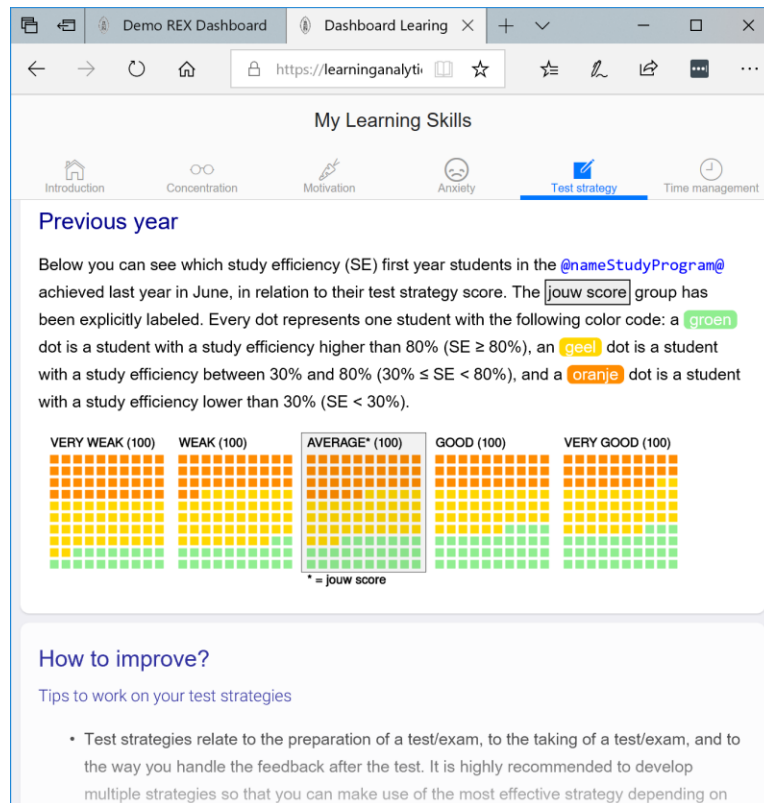 Demo REX Dashboard
Dashboard Learing
https://learninganalyti
My Learning Skills
Introduction
Concentration
Motivation
Anxiety
Test strategy
Time management
Previous year
Below you can see which study efficiency (SE) first year students in the @nameStudyProgram@
achieved last year in June, in relation to their test strategy score. The jouw score group has
been explicitly labeled. Every dot represents one student with the following color code: a groen
dot is a student with a study efficiency higher than 80% (SE ≥ 80%), an geel dot is a student
with a study efficiency between 30% and 80% (30% ≤ SE < 80%), and a oranje dot is a student
with a study efficiency lower than 30% (SE < 30%).
VERY WEAK (100)
WEAK (100)
AVERAGE* (100)
GOOD (100)
VERY GOOD (100)
* = jouw score
How to improve?
Tips to work on your test strategies
• Test strategies relate to the preparation of a test/exam, to the taking of a test/exam, and to
the way you handle the feedback after the test. It is highly recommended to develop
multiple strategies so that you can make use of the most effective strategy depending on